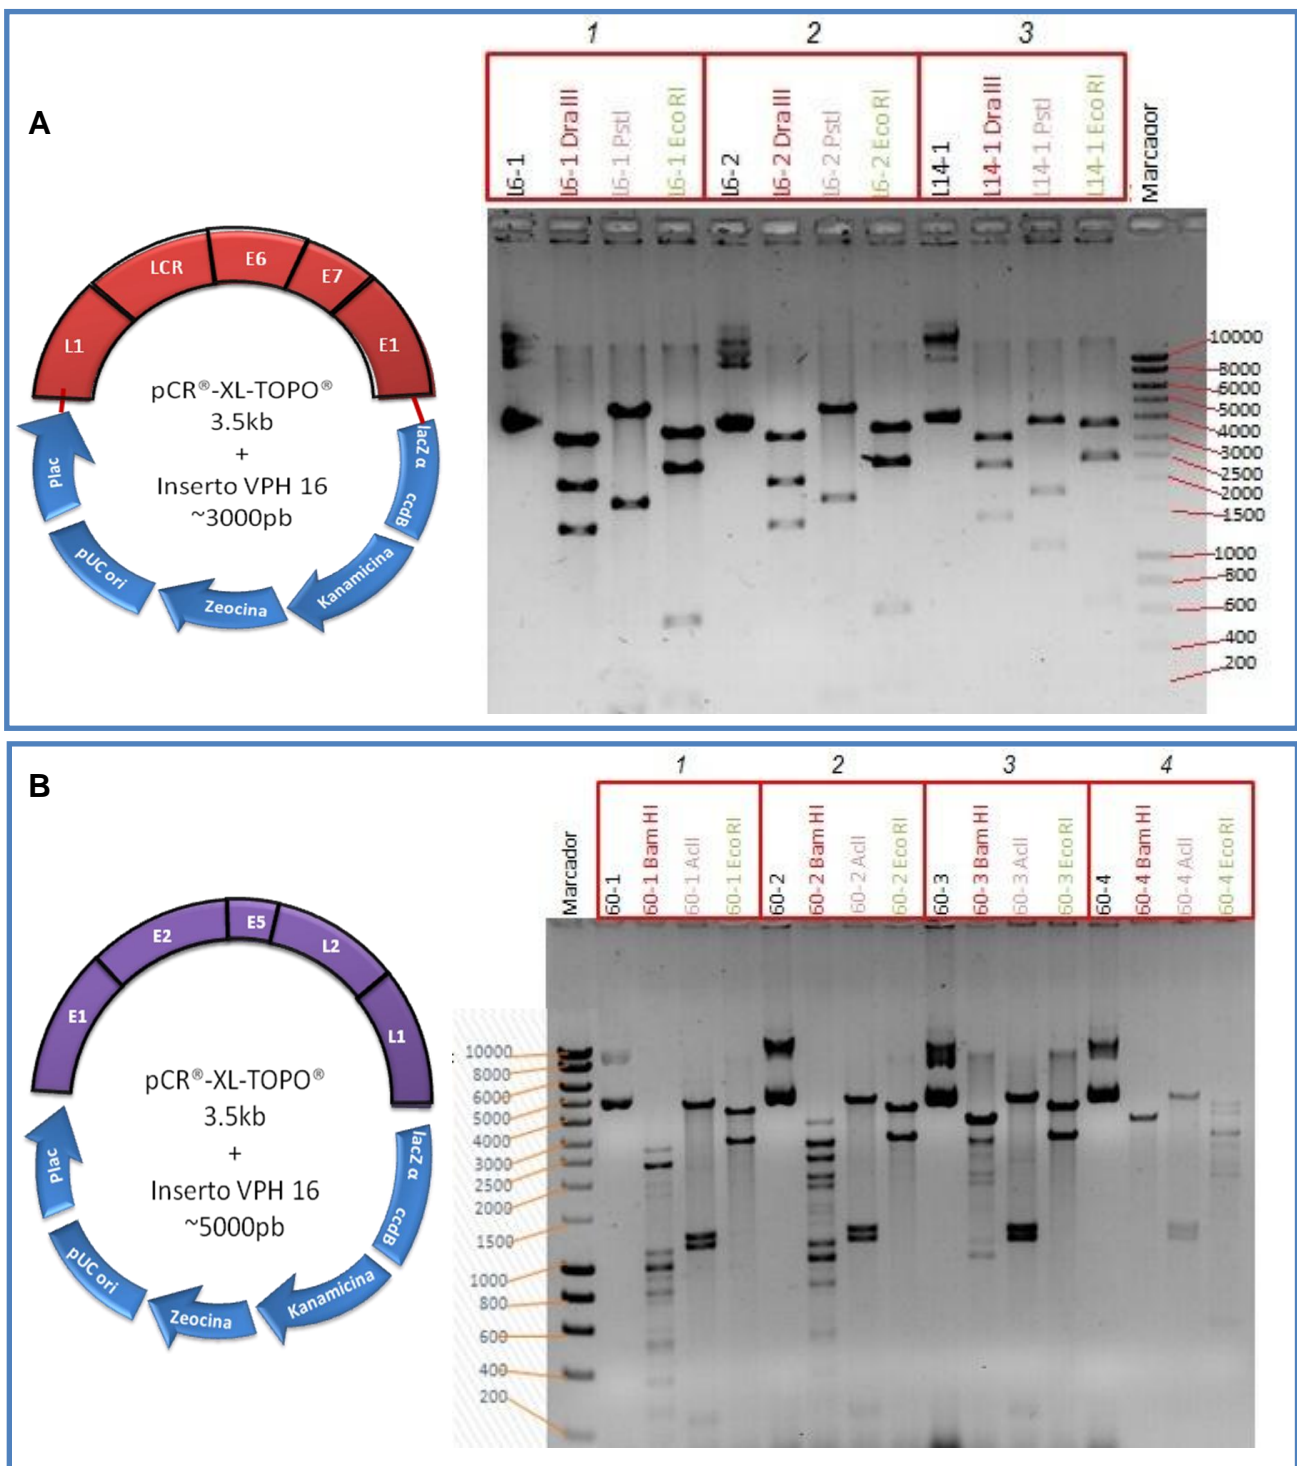 A
1
2
3
L6-1
L6-1 Dra III
L6-1 PstI
L6-1 Eco RI
L6-2
L6-2 Dra III
L6-2 PstI
L6-2 Eco RI
L14-1
L14-1 Dra III
L14-1 PstI
L14-1 Eco RI
Marcador
L1
LCR
E6
E7
E1
pCR®-XL-TOPO®
3.5kb
+
Inserto VPH 16
~3000pb
Plac
pUC ori
Zeocina
Kanamicina
ccdB
lacZ α
10000
8000
6000
5000
4000
3000
2500
2000
1500
1000
800
600
400
200
B
1
2
3
4
Marcador
60-1
60-1 Bam HI
60-1 AclI
60-1 Eco RI
60-2
60-2 Bam HI
60-2 AclI
60-2 Eco RI
60-3
60-3 Bam HI
60-3 AclI
60-3 Eco RI
60-4
60-4 Bam HI
60-4 AclI
60-4 Eco RI
E1
E2
E5
L2
L1
pCR®-XL-TOPO®
3.5kb
+
Inserto VPH 16
~5000pb
Plac
pUC ori
Zeocina
Kanamicina
ccdB
lacZ α
10000
8000
6000
5000
4000
3000
2500
2000
1500
1000
800
600
400
200